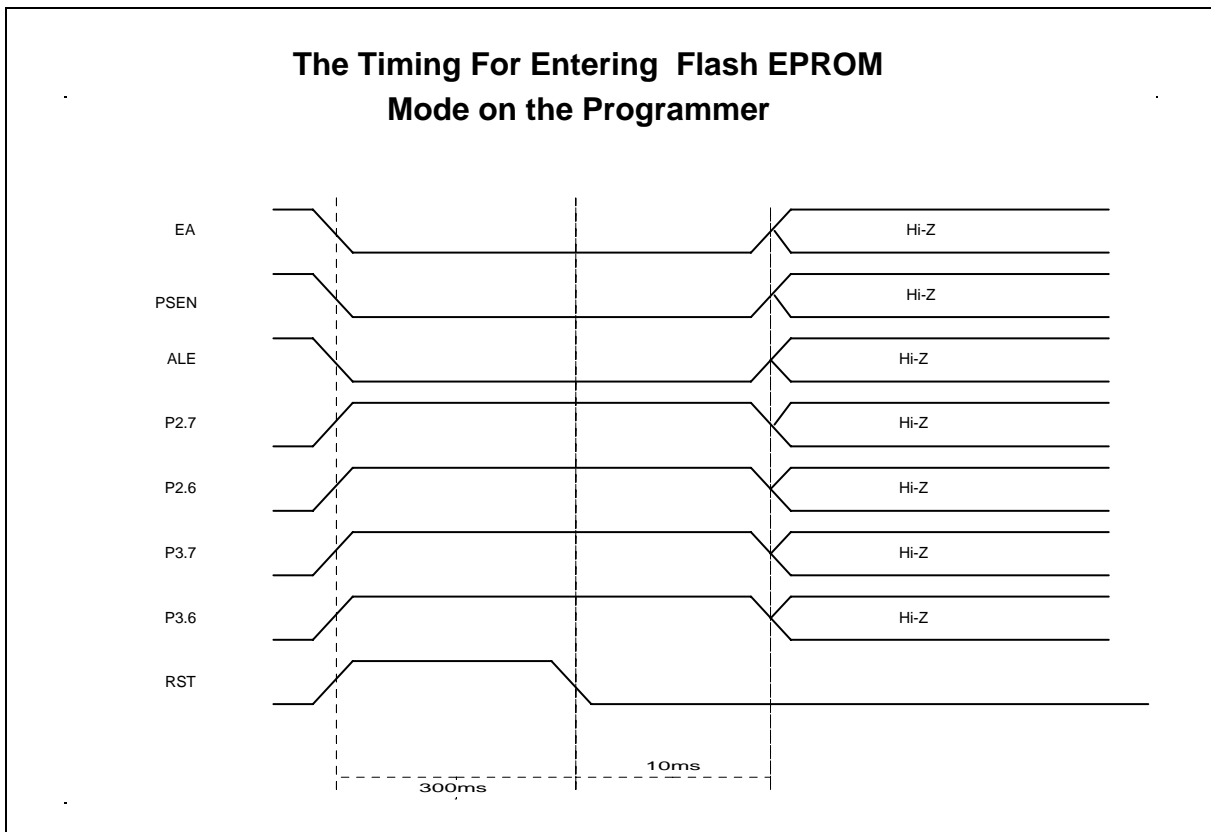 The Timing For Entering Flash EPROM
Mode on the Programmer
EA
Hi-Z
PSEN
Hi-Z
ALE
Hi-Z
P2.7
Hi-Z
P2.6
Hi-Z
P3.7
Hi-Z
P3.6
Hi-Z
RST
10ms
300ms